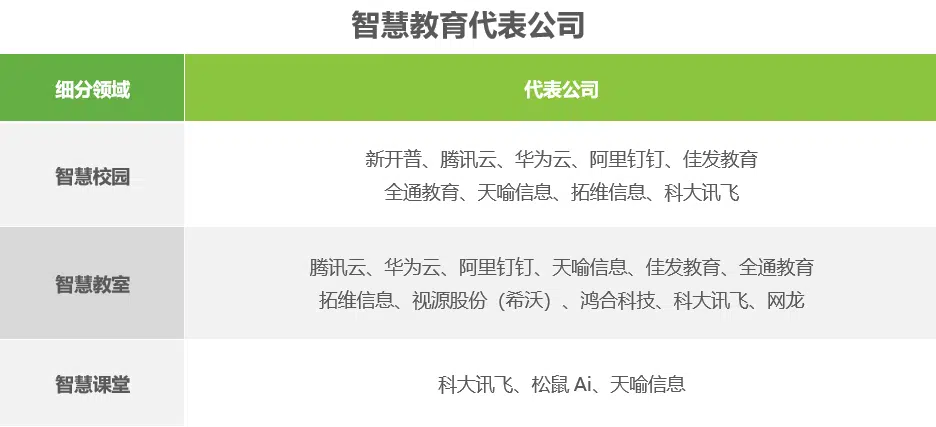 智慧教育代表公司
细分领域
代表公司
智慧校园
新开普、腾讯云、华为云、阿里钉钉、佳发教育
全通教育、天喻信息、拓维信息、科大讯飞
智慧教室
腾讯云、华为云、阿里钉钉、天喻信息、佳发教育、全通教育
拓维信息、视源股份（希沃）、鸿合科技、科大讯飞、网龙
智慧课堂
科大讯飞、松鼠 Ai、天喻信息